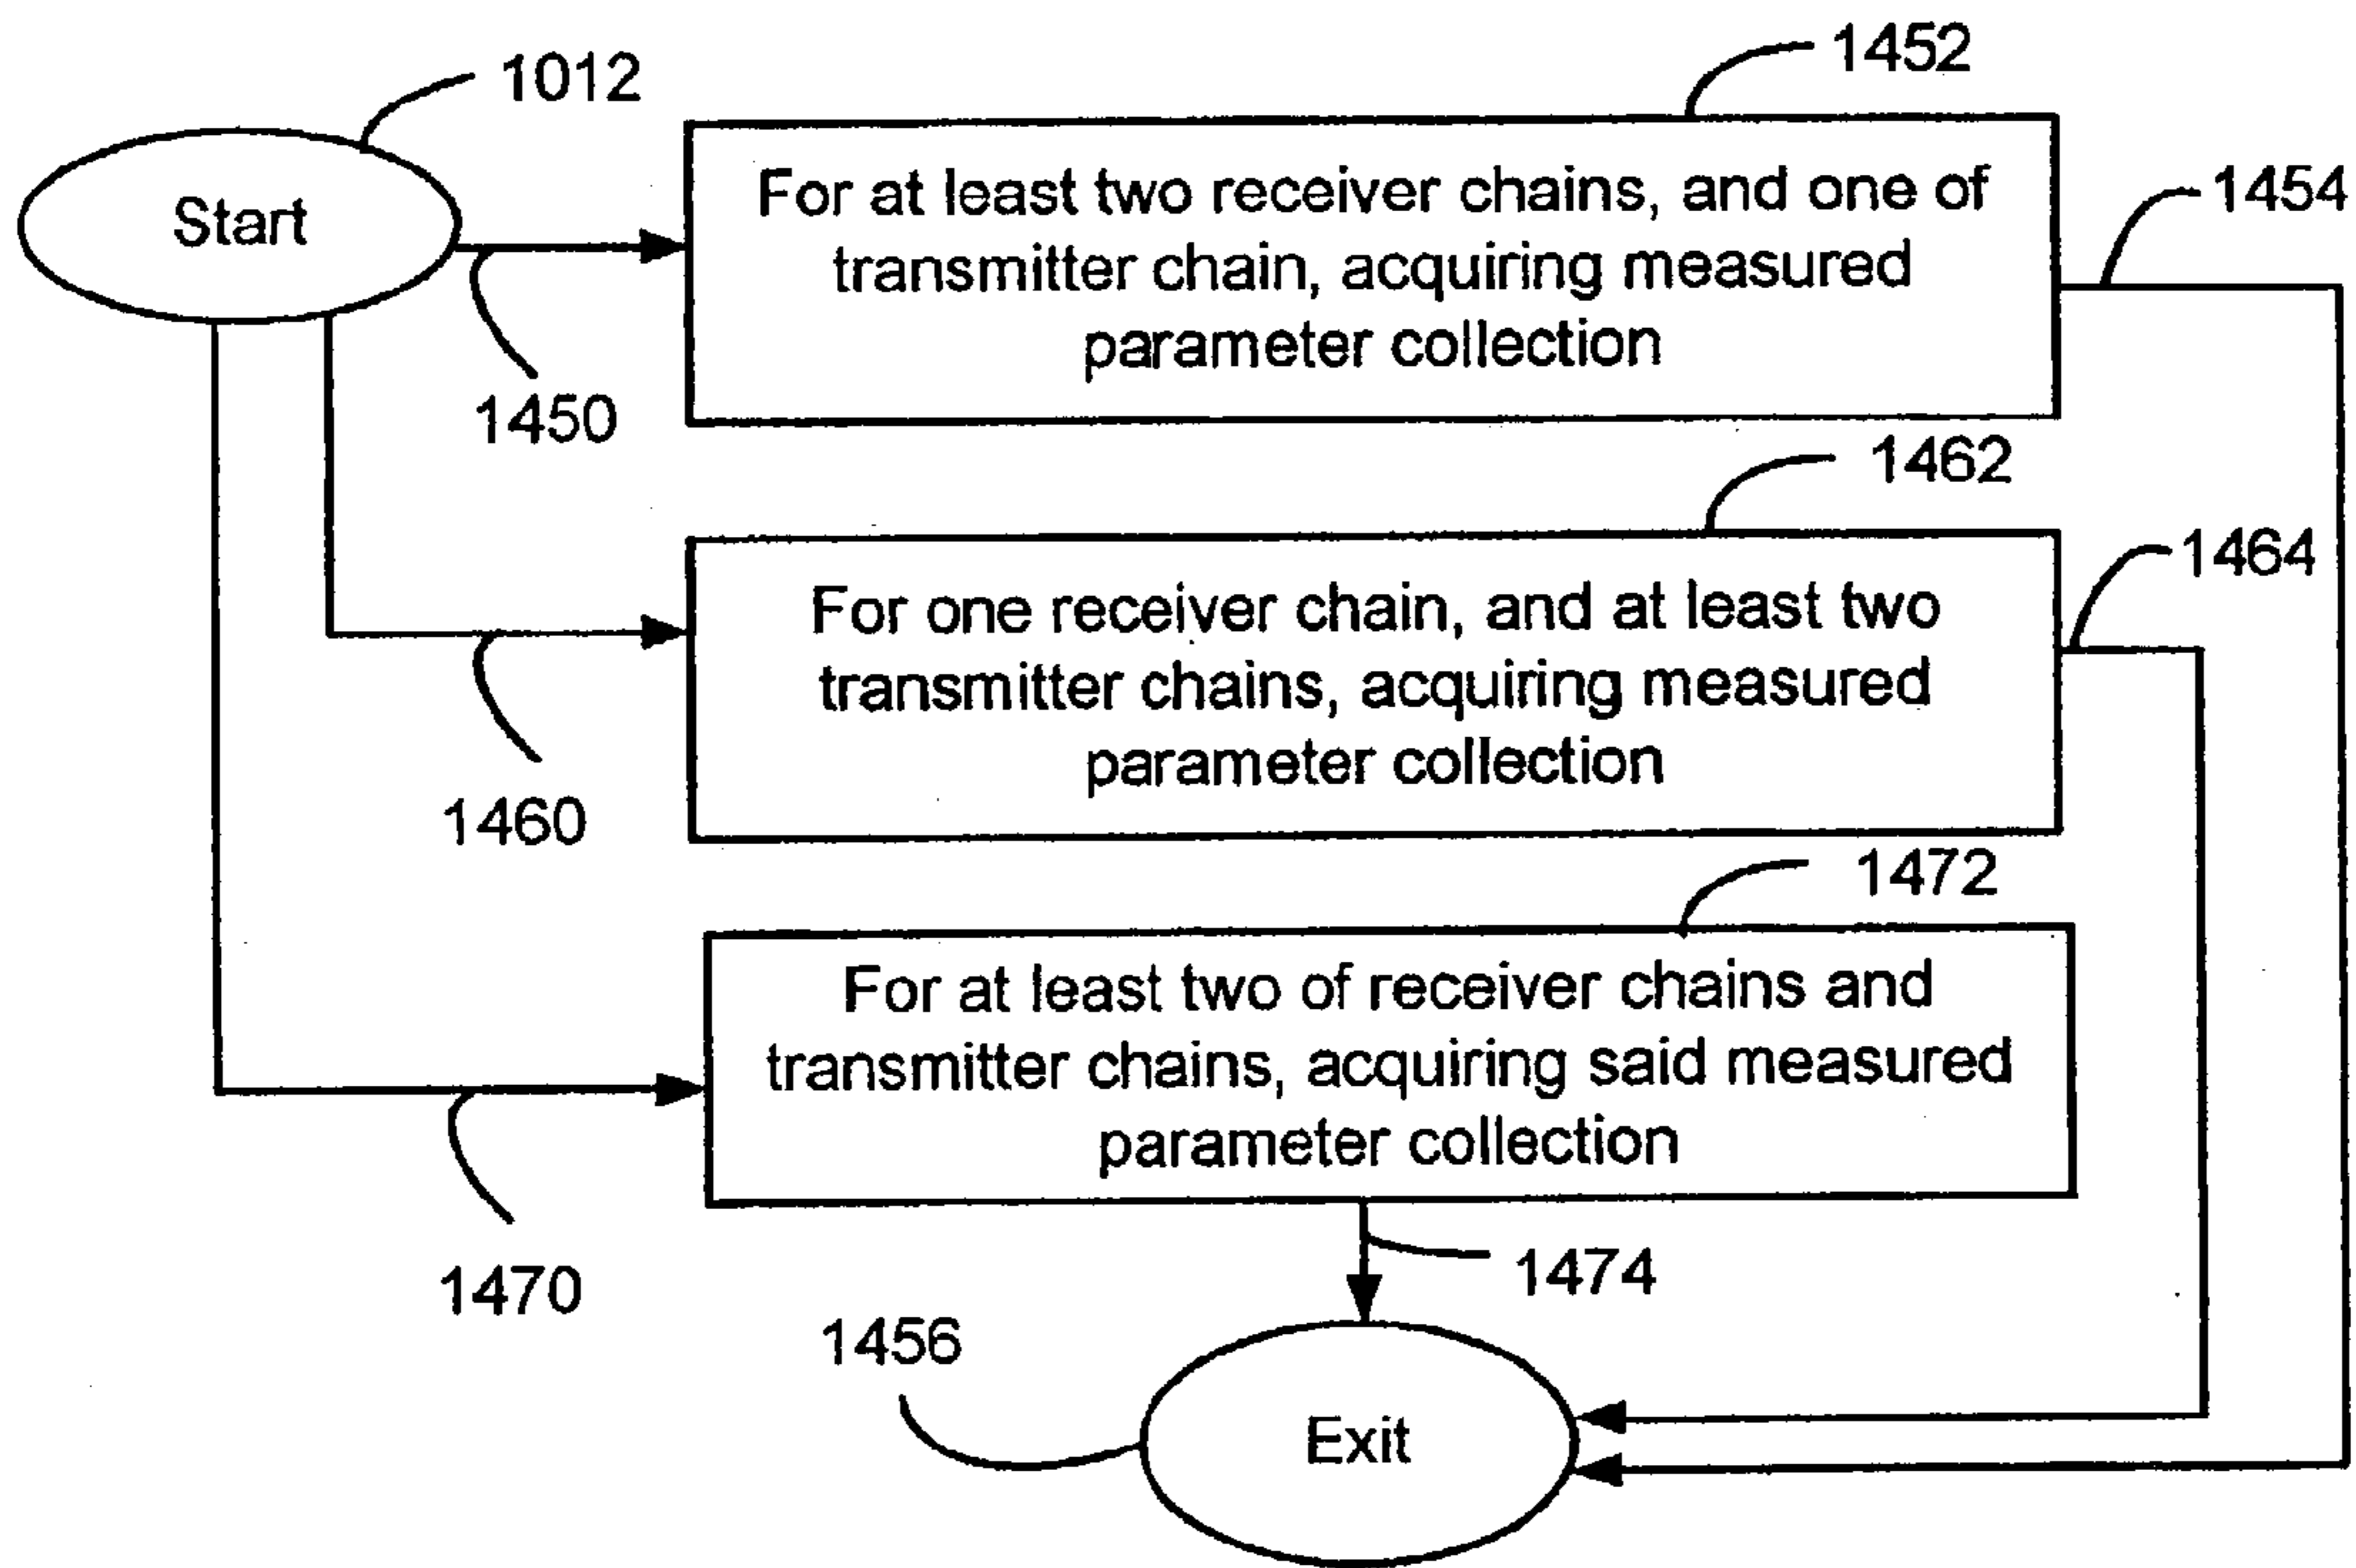 1012
Start
1450
1452
For at least two receiver chains, and one of
transmitter chain, acquiring measured
parameter collection
1454
1460
1462
For one receiver chain, and at least two
transmitter chains, acquiring measured
parameter collection
1464
1470
1472
For at least two of receiver chains and
transmitter chains, acquiring said measured
parameter collection
1474
1456
Exit